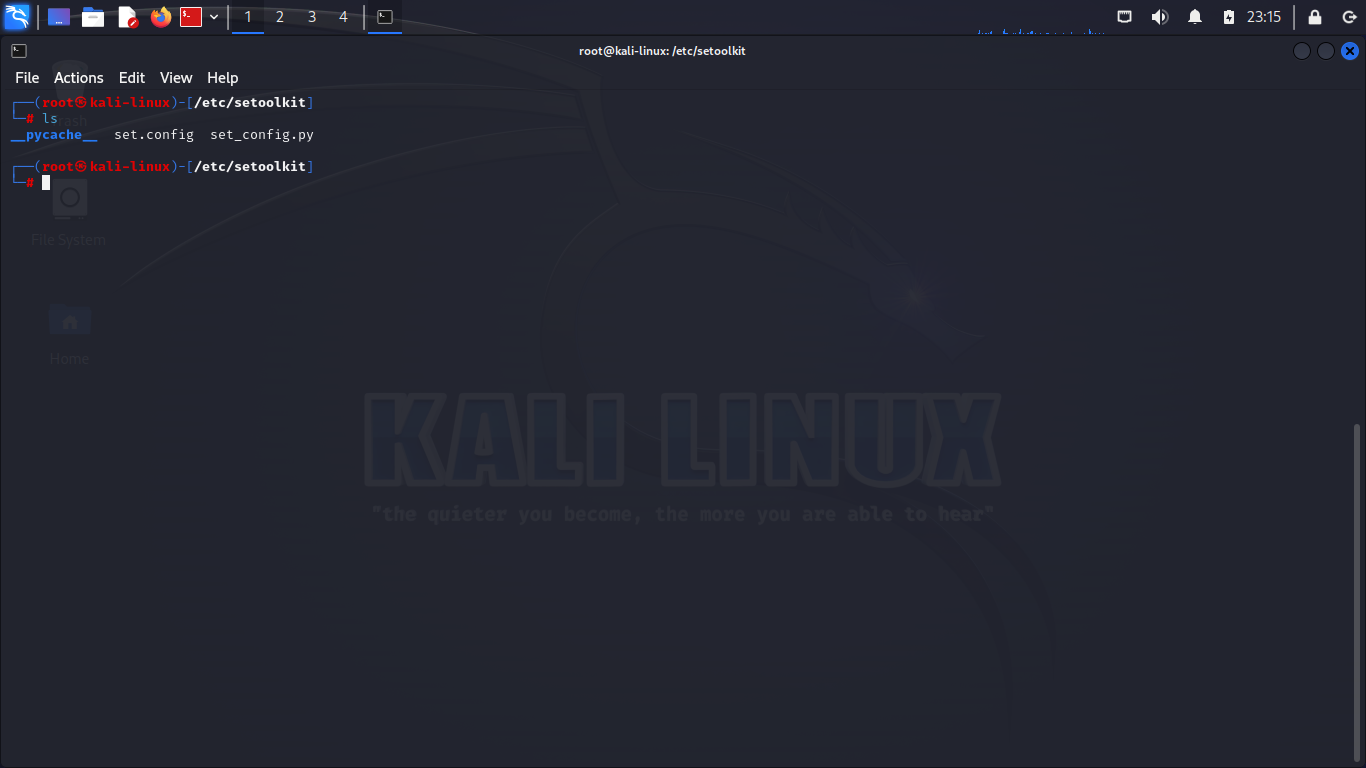 1 2 3 4 23:15
root@kali-linux: /etc/setoolkit
File Actions Edit View Help
┌──(root㉿kali-linux)-[/etc/setoolkit]
└─# ls
__pycache__ set.config set_config.py
┌──(root㉿kali-linux)-[/etc/setoolkit]
└─#
File System
Home
KALI LINUX
"the quieter you become, the more you are able to hear"